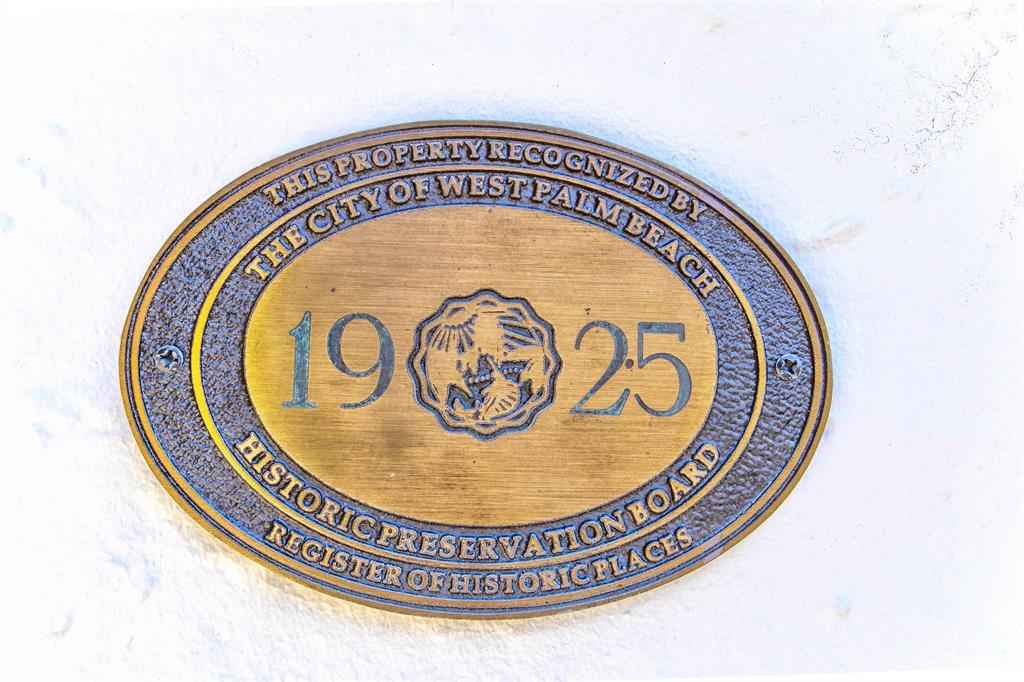 THIS PROPERTY RECOGNIZED BY
THE CITY OF WEST PALM BEACH
1925
HISTORIC PRESERVATION BOARD
REGISTER OF HISTORIC PLACES